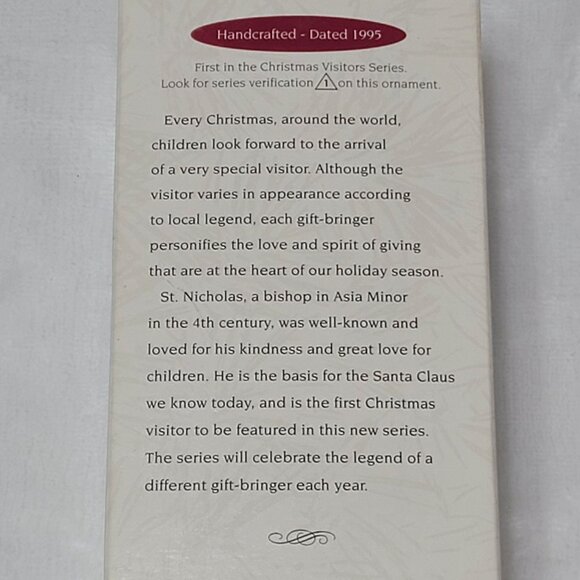 Handcrafted - Dated 1995
First in the Christmas Visitors Series.
Look for series verification 1 on this ornament.
Every Christmas, around the world,
children look forward to the arrival
of a very special visitor. Although the
visitor varies in appearance according
to local legend, each gift-bringer
personifies the love and spirit of giving
that are at the heart of our holiday season.
St. Nicholas, a bishop in Asia Minor
in the 4th century, was well-known and
loved for his kindness and great love for
children. He is the basis for the Santa Claus
we know today, and is the first Christmas
visitor to be featured in this new series.
The series will celebrate the legend of a
different gift-bringer each year.